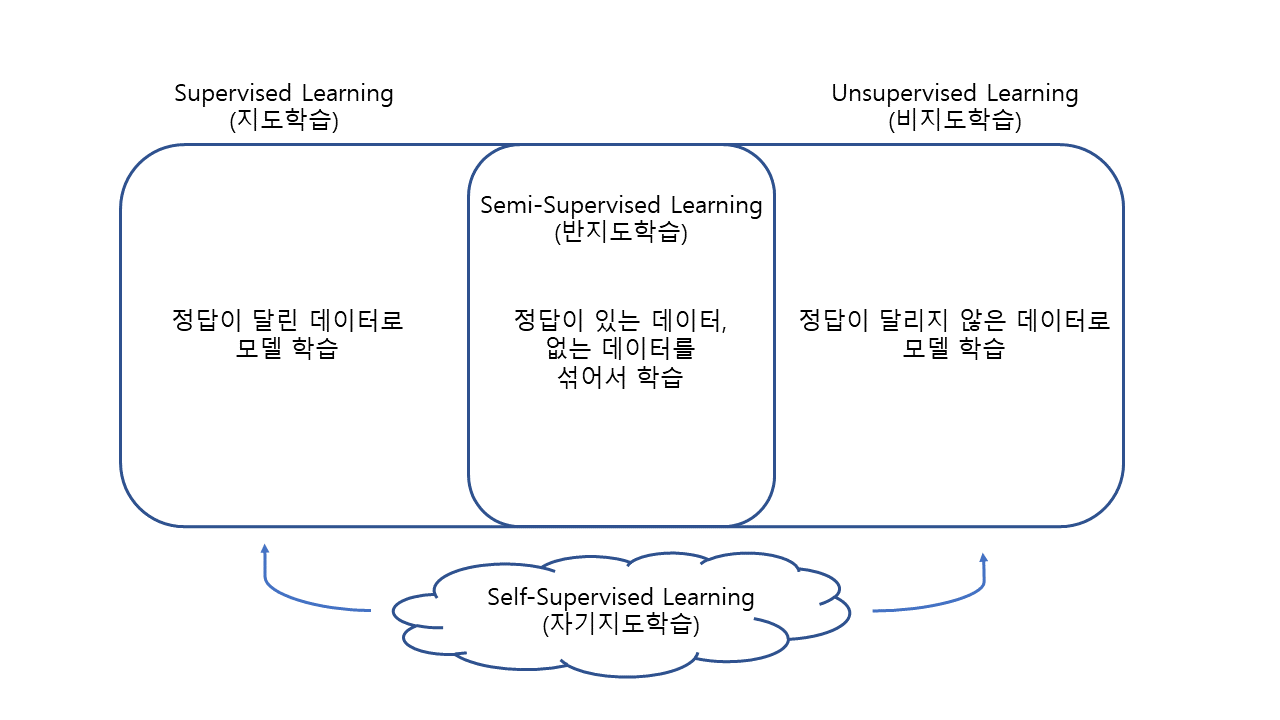 Supervised Learning
(지도학습)
Unsupervised Learning
(비지도학습)
Semi-Supervised Learning
(반지도학습)
정답이 달린 데이터로
모델 학습
정답이 있는 데이터,
없는 데이터를
섞어서 학습
정답이 달리지 않은 데이터로
모델 학습
Self-Supervised Learning
(자기지도학습)